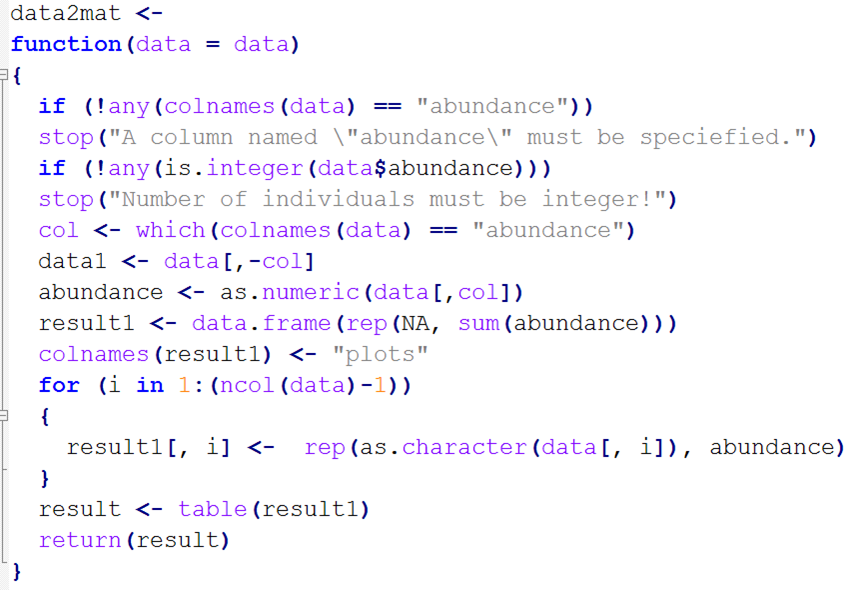 data2mat <-
function(data = data)
{
  if (!any(colnames(data) == "abundance"))
  stop("A column named \"abundance\" must be speciefied.")
  if (!any(is.integer(data$abundance)))
  stop("Number of individuals must be integer!")
  col <- which(colnames(data) == "abundance")
  data1 <- data[,-col]
  abundance <- as.numeric(data[,col])
  result1 <- data.frame(rep(NA, sum(abundance)))
  colnames(result1) <- "plots"
  for (i in 1:(ncol(data)-1))
  {
    result1[, i] <-  rep(as.character(data[, i]), abundance)
  }
  result <- table(result1)
  return(result)
}